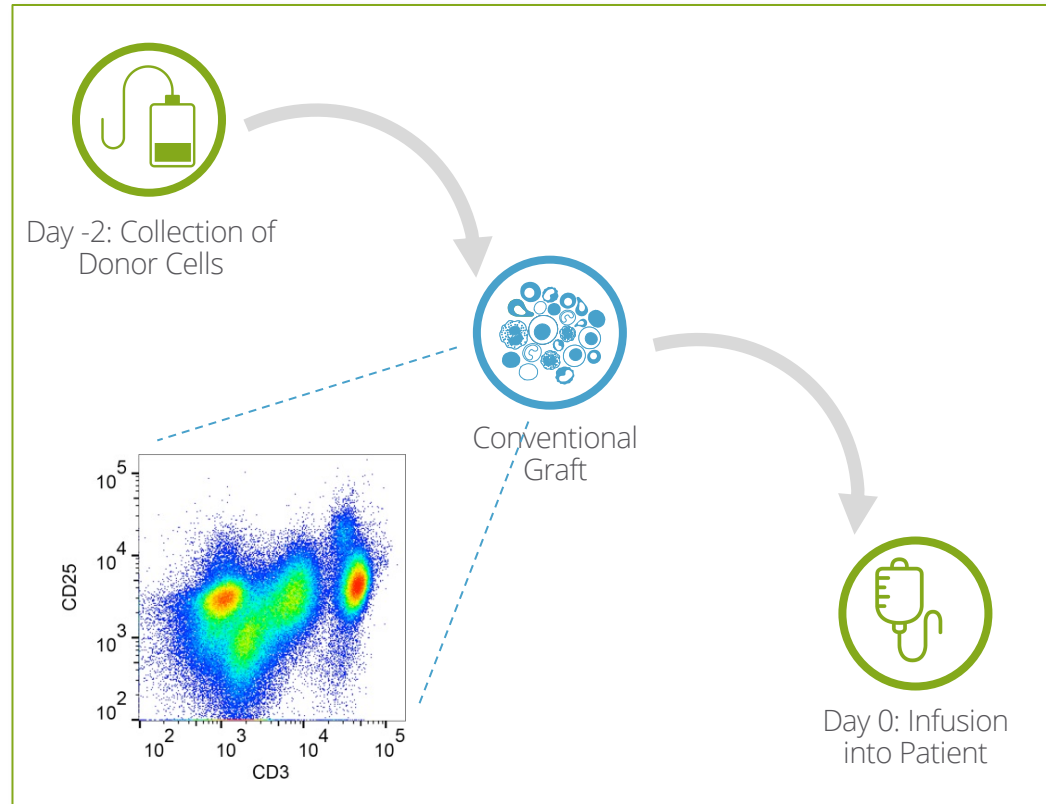 Day -2: Collection of
Donor Cells
Conventional
Graft
10^5
10^4
10^3
10^2
CD25
10^2
10^3
10^4
10^5
CD3
Day 0: Infusion
into Patient